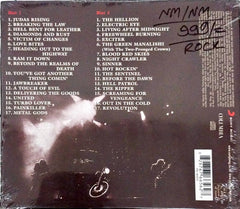 Disc 1
1. JUDAS RISING
2. BREAKING THE LAW
3. HELL BENT FOR LEATHER
4. DIAMONDS AND RUST
5. VICTIM OF CHANGES
6. LOVE BITES
7. HEADING OUT TO THE
HIGHWAY
8. RAM IT DOWN
9. BEYOND THE REALMS OF
DEATH
10. YOU'VE GOT ANOTHER
THING COMIN'
11. JAWBREAKER
12. A TOUCH OF EVIL
13. DELIVERING THE GOODS
14. UNITED
15. TURBO LOVER
16. PAINKILLER
17. METAL GODS
Disc 2
1. THE HELLION
2. ELECTRIC EYE
3. LIVING AFTER MIDNIGHT
4. FREEWHEEL BURNING
5. EXCITER
6. THE GREEN MANALISHI
(With The Two-Pronged Crown)
7. BLOOD RED SKIES
8. NIGHT CRAWLER
9. SINNER
10. HOT ROCKIN'
11. THE SENTINEL
12. BEFORE THE DAWN
13. HELL PATROL
14. THE RIPPER
15. SCREAMING FOR
VENGEANCE
16. OUT IN THE COLD
17. REVOLUTION
NM/NM
ROCK
COLUMBIA